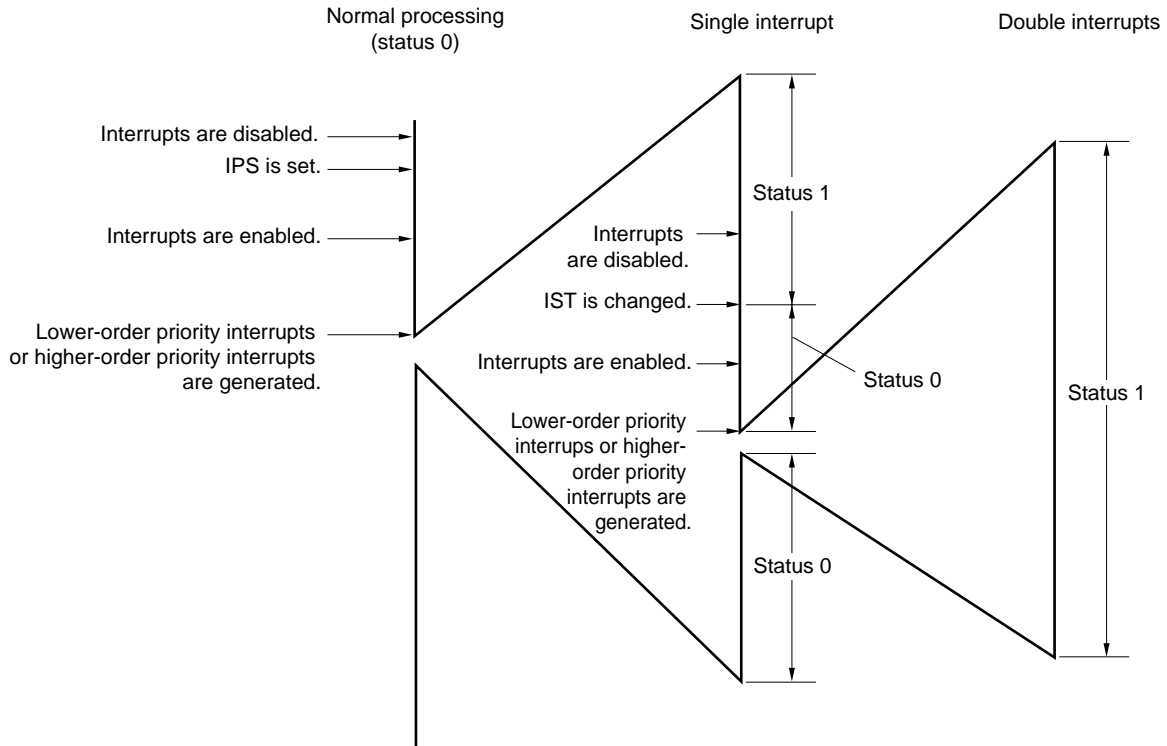 Normal processing
(status 0)
Single interrupt
Double interrupts
Interrupts are disabled.
IPS is set.
Interrupts are enabled.
Lower-order priority interrupts
or higher-order priority interrupts
are generated.
Status 1
Interrupts
are disabled.
IST is changed.
Interrupts are enabled.
Status 0
Lower-order priority
interrups or higher-
order priority
interrupts are
generated.
Status 0
Status 1